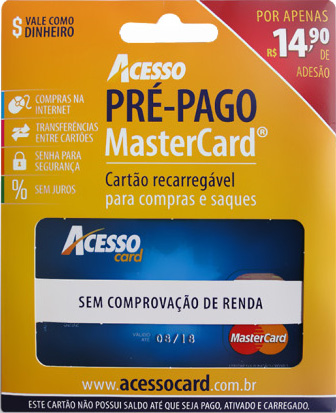 $ VALE COMO
DINHEIRO
POR APENAS
R$ 14,90
DE
ADESÃO
ACESSO
PRÉ-PAGO
MasterCard®
Cartão recarregável
para compras e saques
COMPRAS NA
INTERNET
TRANSFERÊNCIAS
ENTRE CARTÕES
SENHA PARA
SEGURANÇA
% SEM JUROS
ACESSO
card
SEM COMPROVAÇÃO DE RENDA
VALIDO
ATÉ 08/18
MasterCard
www.acessocard.com.br
ESTE CARTÃO NÃO POSSUI SALDO ATÉ QUE SEJA PAGO, ATIVADO E CARREGADO.